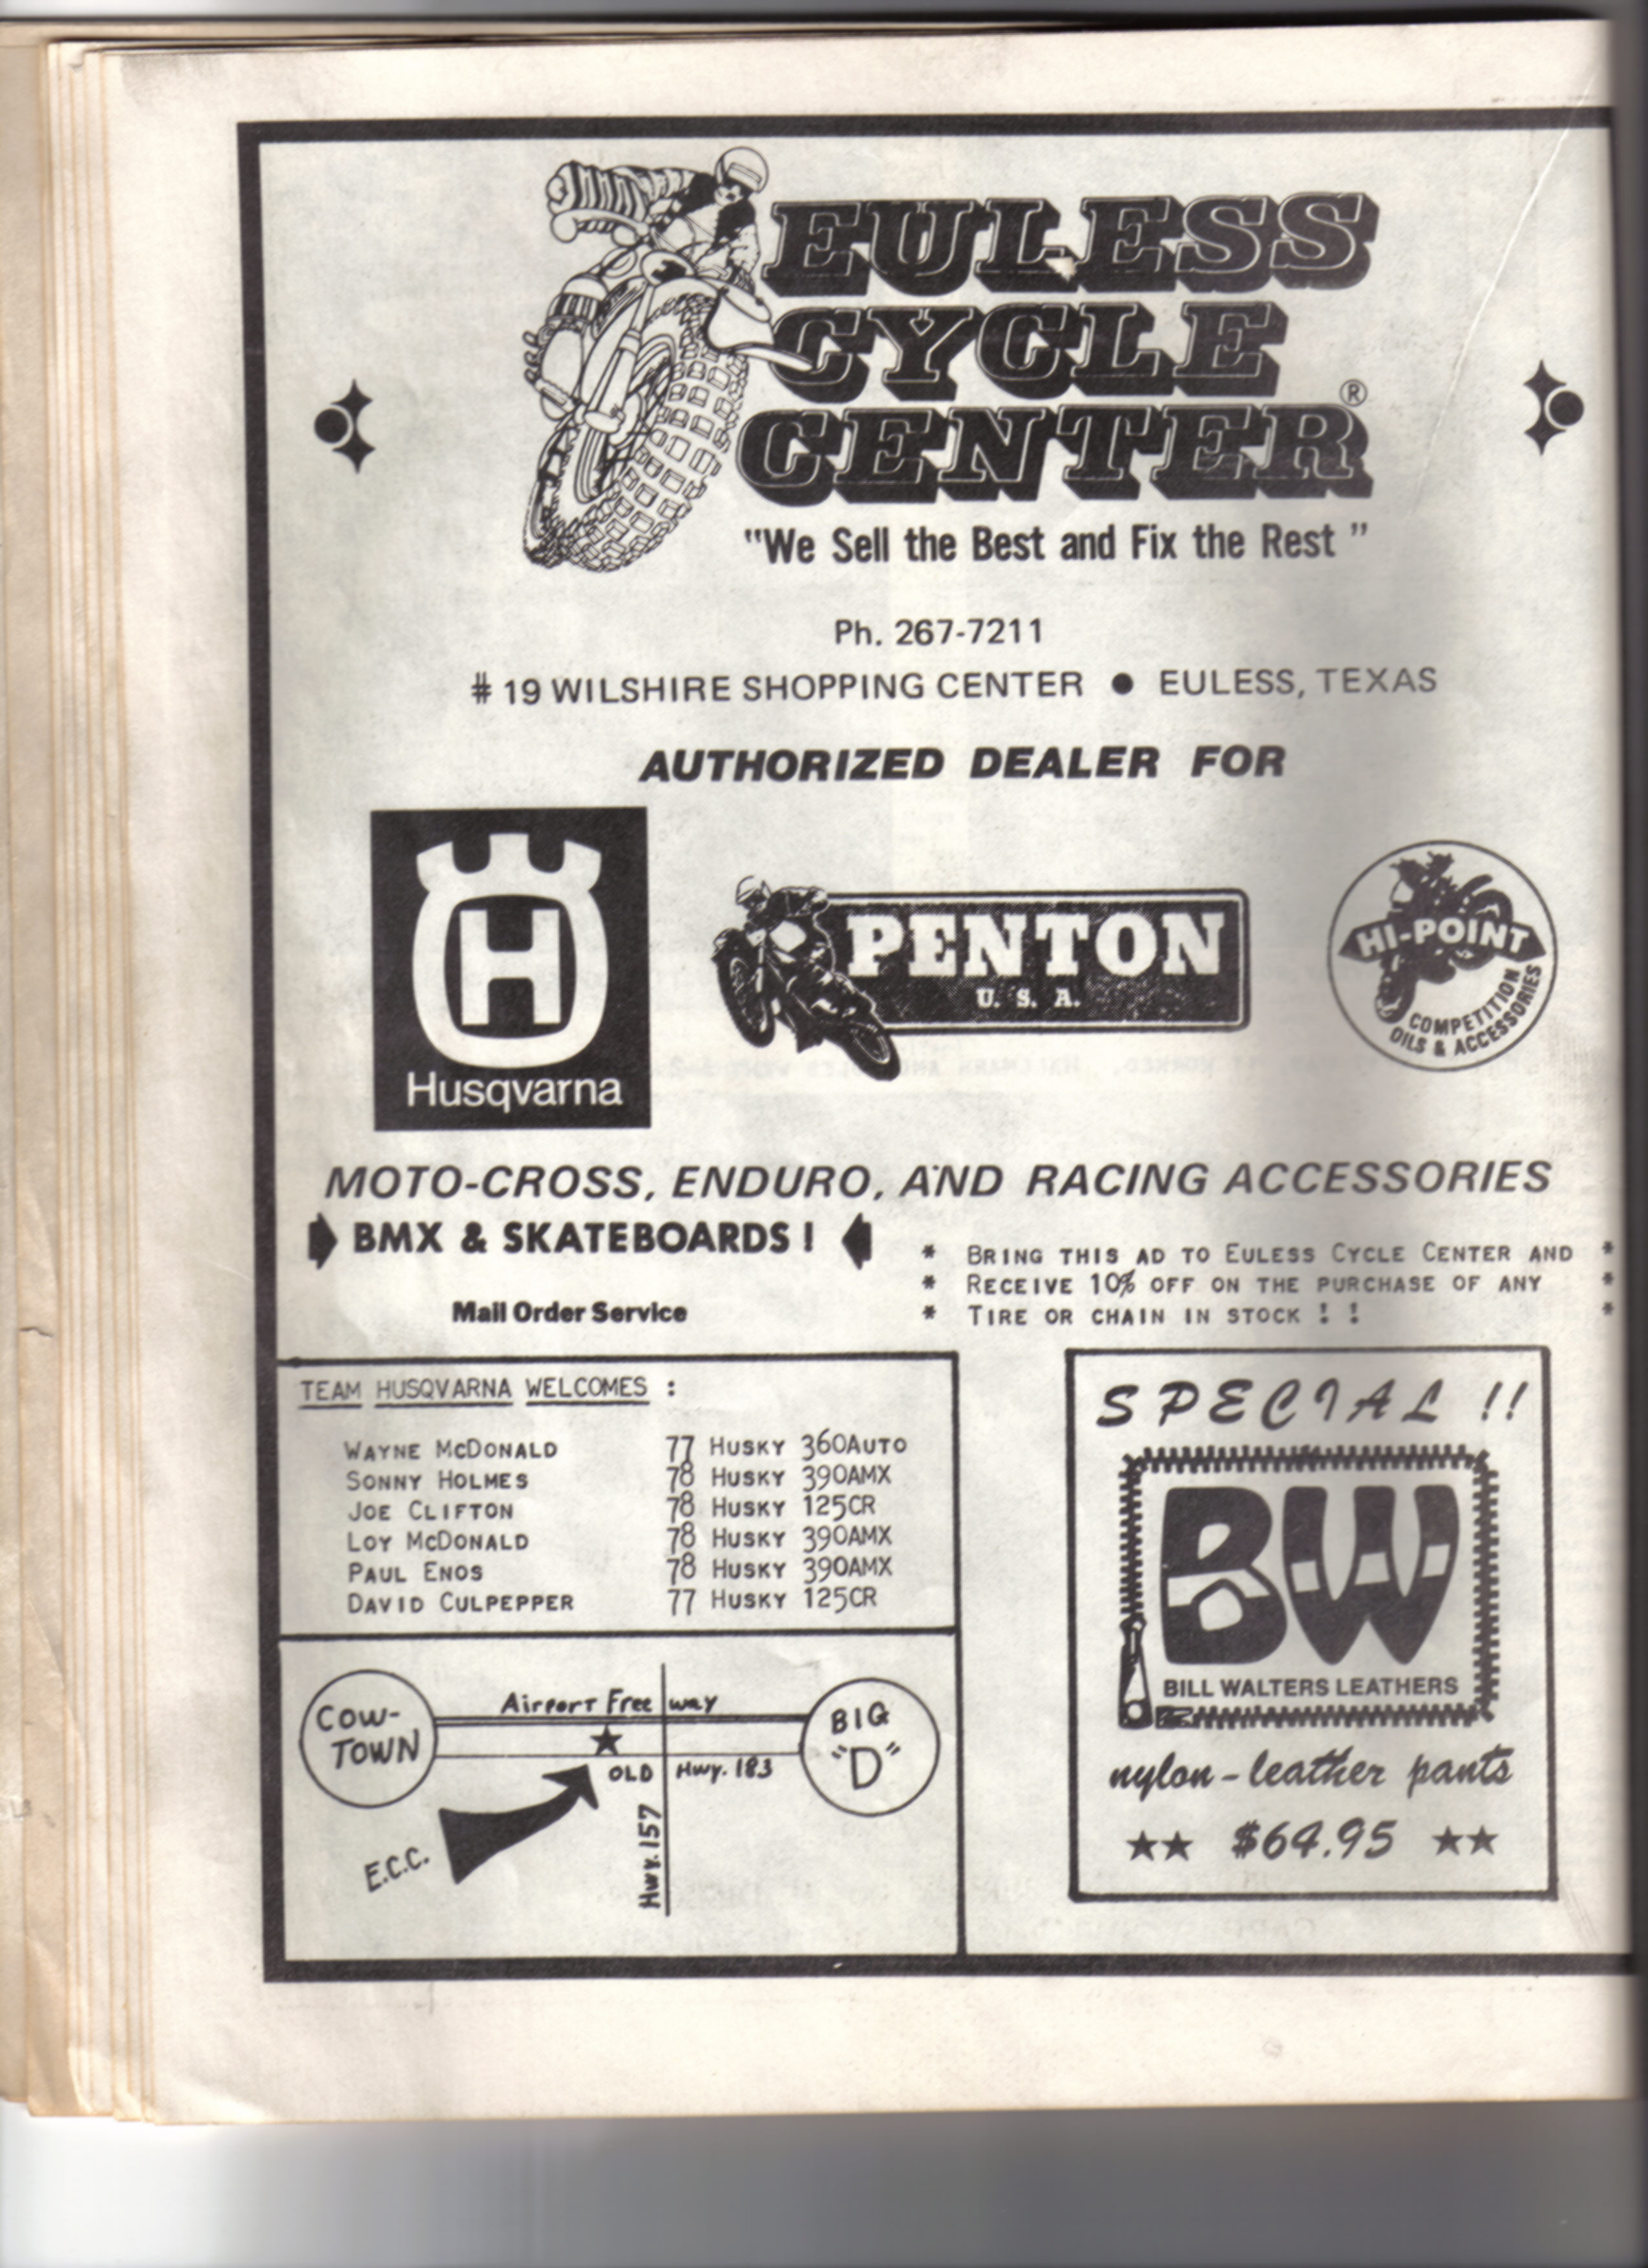 EULESS
CYCLE
CENTER®
"We Sell the Best and Fix the Rest"
Ph. 267-7211
# 19 WILSHIRE SHOPPING CENTER ● EULESS, TEXAS
AUTHORIZED DEALER FOR
H
Husqvarna
PENTON
U. S. A.
HI-POINT
COMPETITION
OILS & ACCESSORIES
MOTO-CROSS, ENDURO, AND RACING ACCESSORIES
BMX & SKATEBOARDS !
Mail Order Service
* BRING THIS AD TO EULESS CYCLE CENTER AND *
* RECEIVE 10% OFF ON THE PURCHASE OF ANY *
* TIRE OR CHAIN IN STOCK ! ! *
TEAM HUSQVARNA WELCOMES :
WAYNE McDONALD 77 HUSKY 360AUTO
SONNY HOLMES 78 HUSKY 390AMX
JOE CLIFTON 78 HUSKY 125CR
LOY McDONALD 78 HUSKY 390AMX
PAUL ENOS 78 HUSKY 390AMX
DAVID CULPEPPER 77 HUSKY 125CR
COW-
TOWN
Airport Freeway
BIG
"D"
OLD Hwy. 183
Hwy. 157
E.C.C.
SPECIAL !!
BW
BILL WALTERS LEATHERS
nylon-leather pants
★★ $64.95 ★★